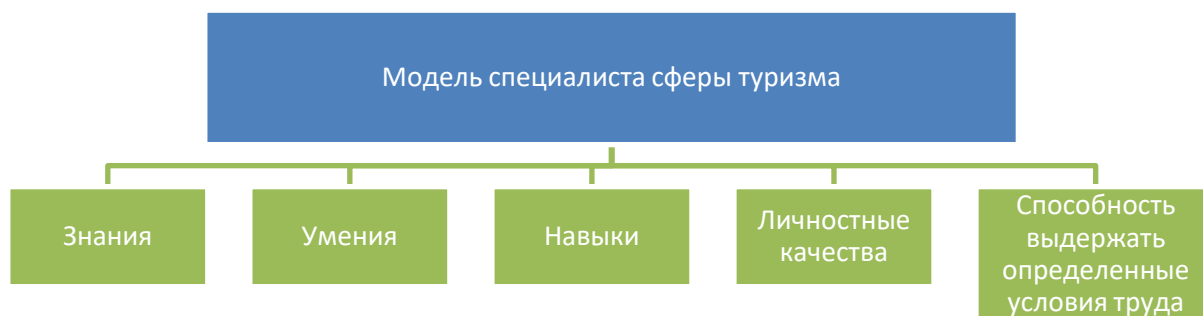 Модель специалиста сферы туризма
Знания
Умения
Навыки
Личностные
качества
Способность
выдержать
определенные
условия труда